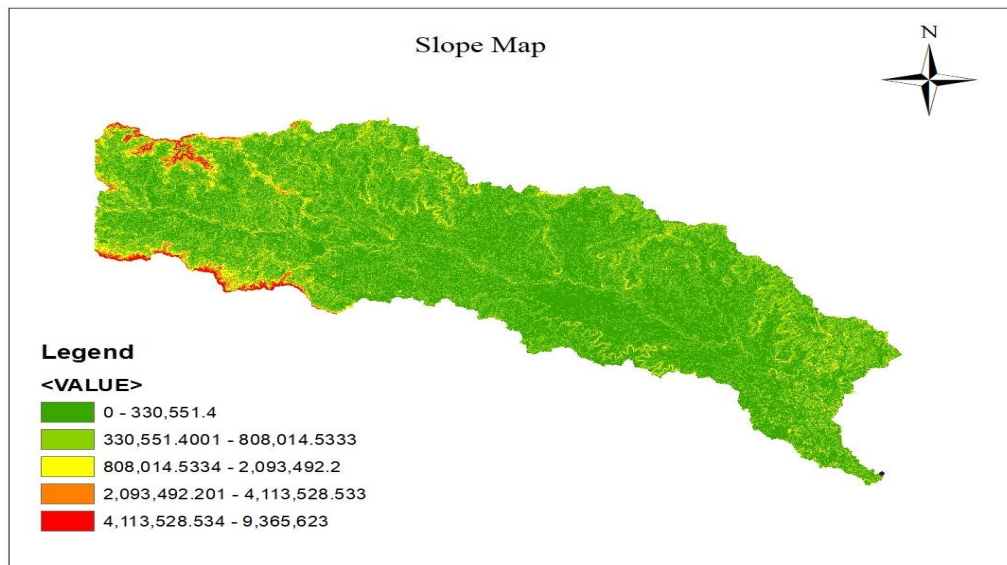 Slope Map
N
Legend
<VALUE>
0 - 330,551.4
330,551.4001 - 808,014.5333
808,014.5334 - 2,093,492.2
2,093,492.201 - 4,113,528.533
4,113,528.534 - 9,365,623